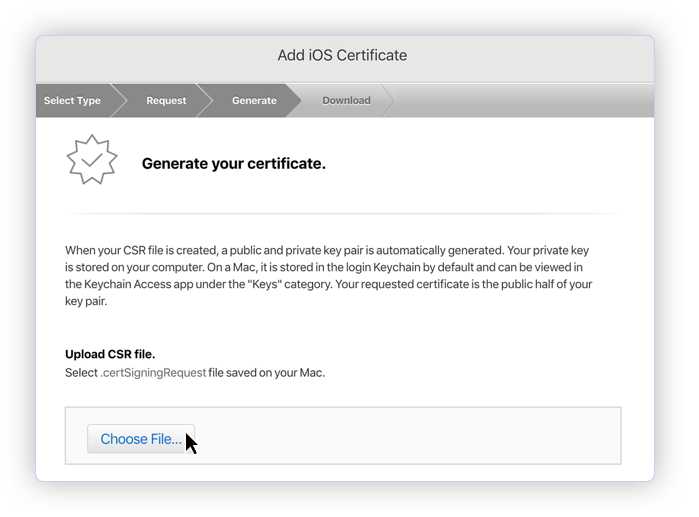 Add iOS Certificate
Select Type
Request
Generate
Download
Generate your certificate.
When your CSR file is created, a public and private key pair is automatically generated. Your private key
is stored on your computer. On a Mac, it is stored in the login Keychain by default and can be viewed in
the Keychain Access app under the "Keys" category. Your requested certificate is the public half of your
key pair.
Upload CSR file.
Select .certSigningRequest file saved on your Mac.
Choose File...